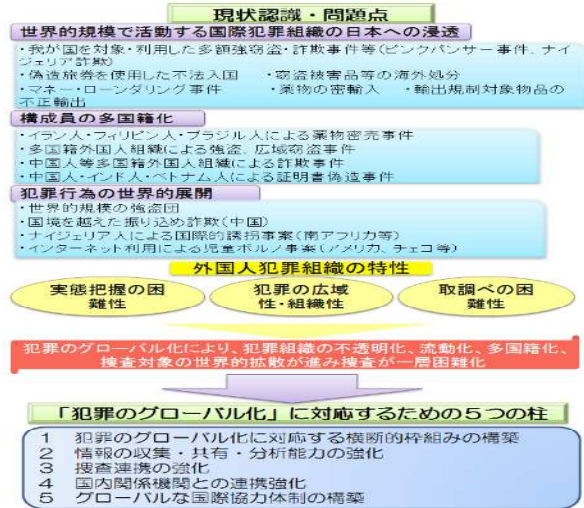 現状認識・問題点
世界的規模で活動する国際犯罪組織の日本への浸透
・我が国を対象・利用した多額強窃盗・詐欺事件等(ピンクパンサー事件、ナイ
ジェリア詐欺)
・偽造旅券を使用した不法入国　・窃盗被害品等の海外処分
・マネー・ローンダリング事件　・薬物の密輸入　・輸出規制対象物品の
不正輸出
構成員の多国籍化
・イラン人・フィリピン人・ブラジル人による薬物密売事件
・多国籍外国人組織による強盗、広域窃盗事件
・中国人等多国籍外国人組織による詐欺事件
・中国人・インド人・ベトナム人による証明書偽造事件
犯罪行為の世界的展開
・世界的規模の強盗団
・国境を越えた振り込め詐欺(中国)
・ナイジェリア人による国際的誘拐事案(南アフリカ等)
・インターネット利用による児童ポルノ事案(アメリカ、チェコ等)
外国人犯罪組織の特性
実態把握の困
難性
犯罪の広域
性・組織性
取調べの困
難性
犯罪のグローバル化により、犯罪組織の不透明化、流動化、多国籍化、
捜査対象の世界的拡散が進み捜査が一層困難化
「犯罪のグローバル化」に対応するための５つの柱
1　犯罪のグローバル化に対応する横断的枠組みの構築
2　情報の収集・共有・分析能力の強化
3　捜査連携の強化
4　国内関係機関との連携強化
5　グローバルな国際協力体制の構築